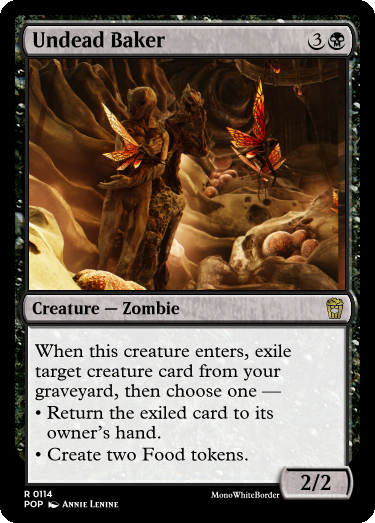 Undead Baker 3
Creature — Zombie
When this creature enters, exile
target creature card from your
graveyard, then choose one —
• Return the exiled card to its
owner's hand.
• Create two Food tokens.
2/2
R 0114
POP Annie Lenine
MonoWhiteBorder